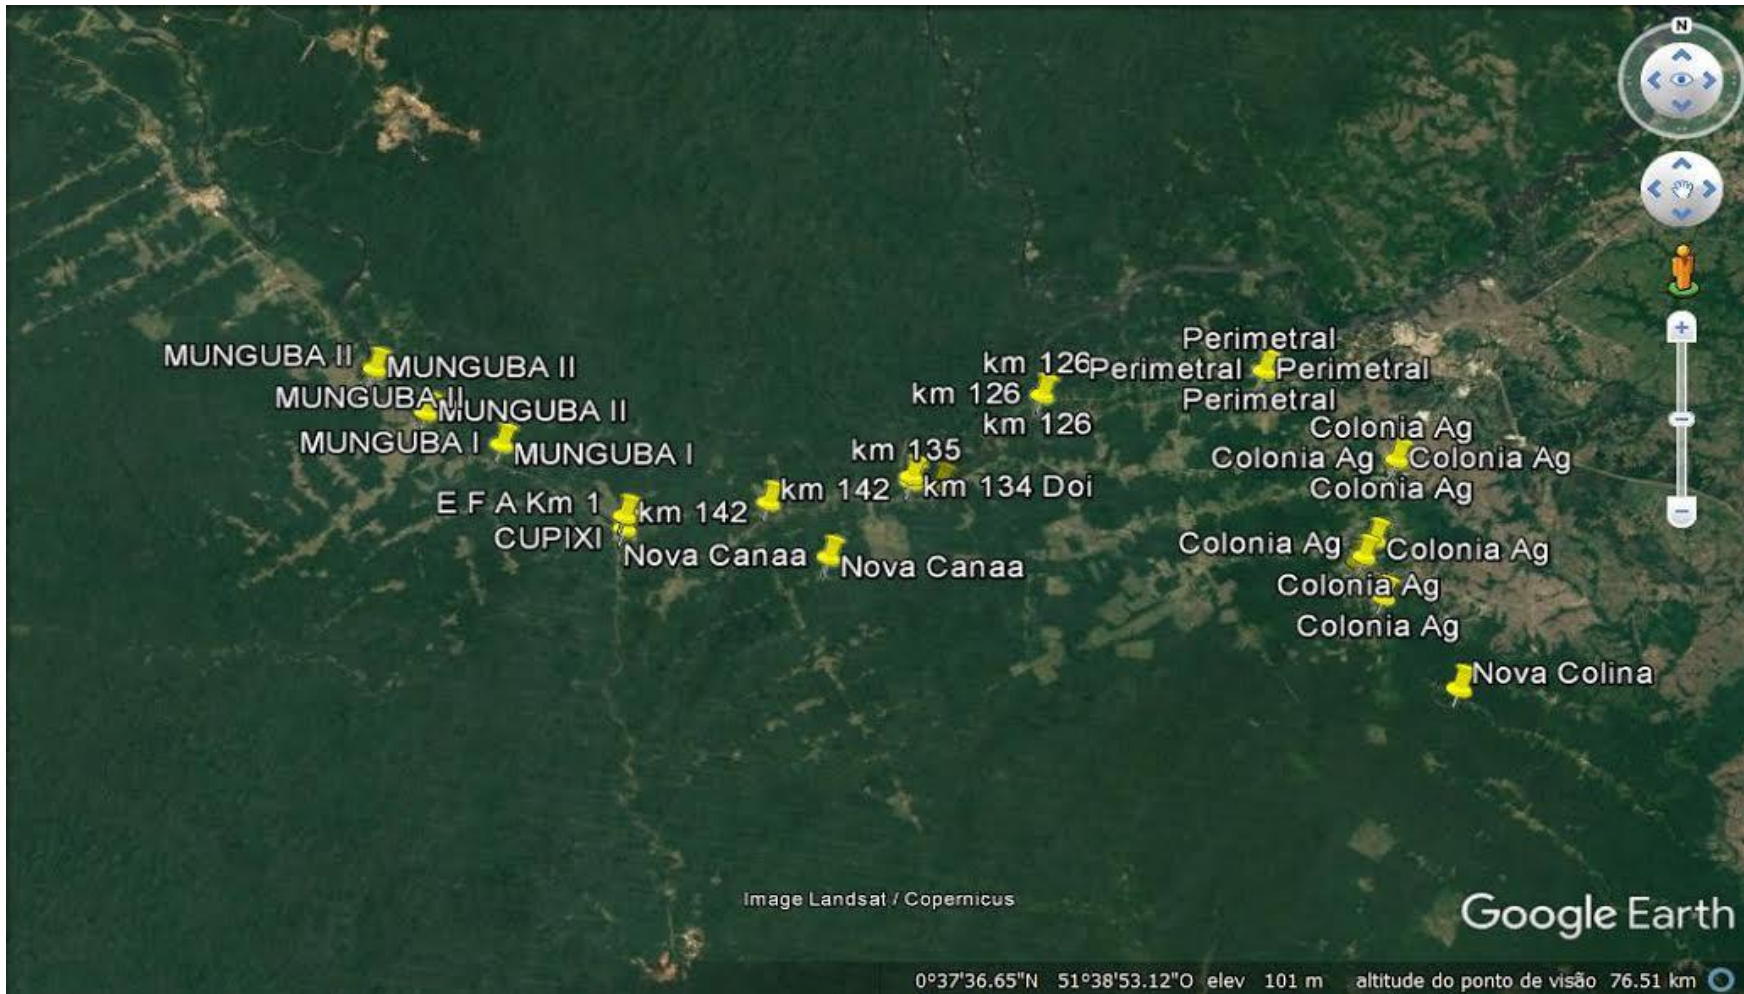 N
Perimetral
MUNGUBA II
MUNGUBA II
km 126
Perimetral
Perimetral
MUNGUBA II
MUNGUBA II
km 126
Perimetral
km 126
Colonia Ag
MUNGUBA I
MUNGUBA I
km 135
Colonia Ag
Colonia Ag
km 142
km 134 Doi
Colonia Ag
E F A Km 1
km 142
CUPIXI
Nova Canaa
Nova Canaa
Colonia Ag
Colonia Ag
Colonia Ag
Colonia Ag
Nova Colina
Image Landsat / Copernicus
Google Earth
0°37'36.65"N 51°38'53.12"O elev 101 m altitude do ponto de visão 76.51 km